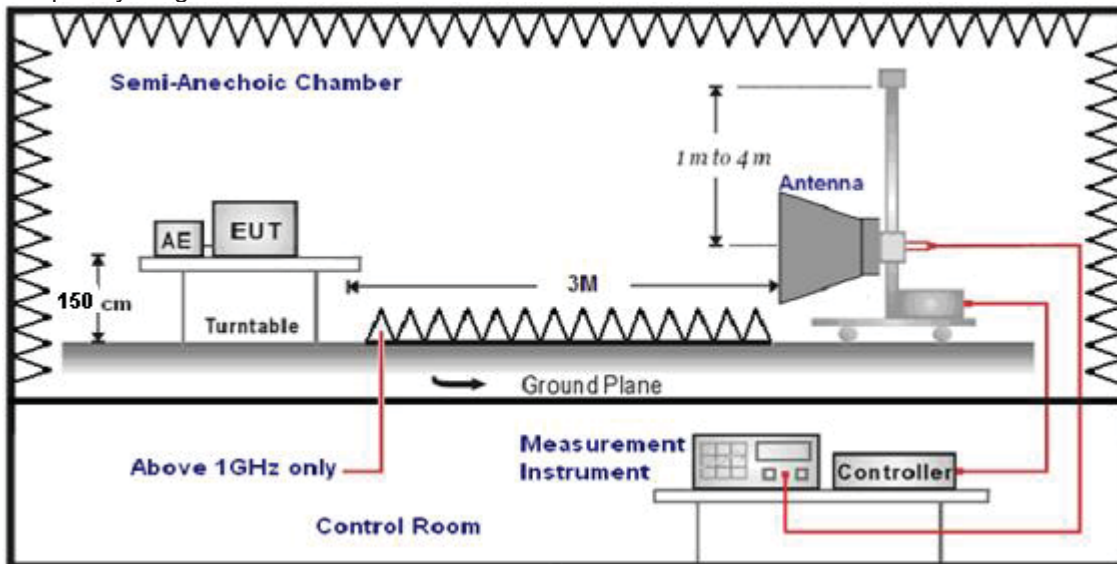 Semi-Anechoic Chamber
1 m to 4 m
Antenna
AE
EUT
3M
150 cm
Turntable
Ground Plane
Above 1GHz only
Measurement
Instrument
Controller
Control Room